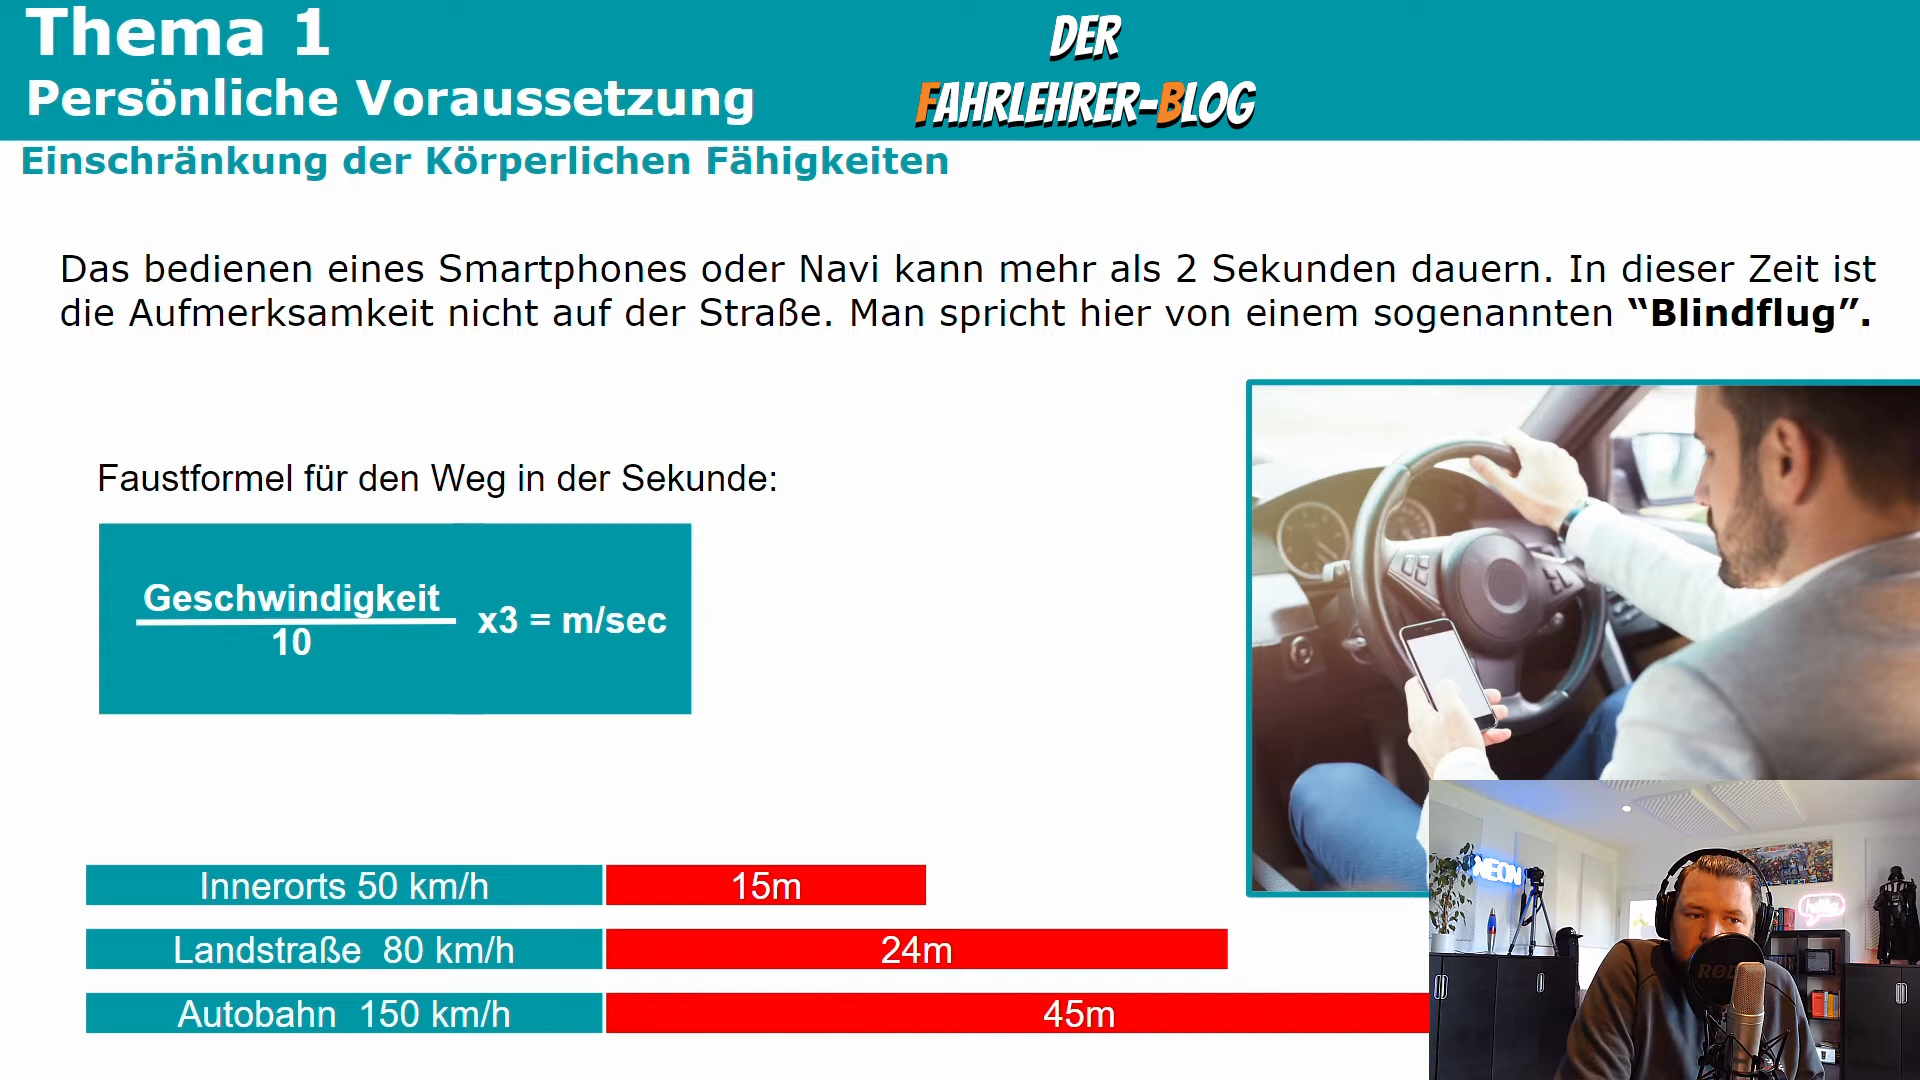 Thema 1
Persönliche Voraussetzung
DER
FAHRLEHRER-BLOG
Einschränkung der Körperlichen Fähigkeiten
Das bedienen eines Smartphones oder Navi kann mehr als 2 Sekunden dauern. In dieser Zeit ist
die Aufmerksamkeit nicht auf der Straße. Man spricht hier von einem sogenannten “Blindflug”.
Faustformel für den Weg in der Sekunde:
Geschwindigkeit
10
x3 = m/sec
Innerorts 50 km/h
15m
Landstraße 80 km/h
24m
Autobahn 150 km/h
45m
NEON
hello